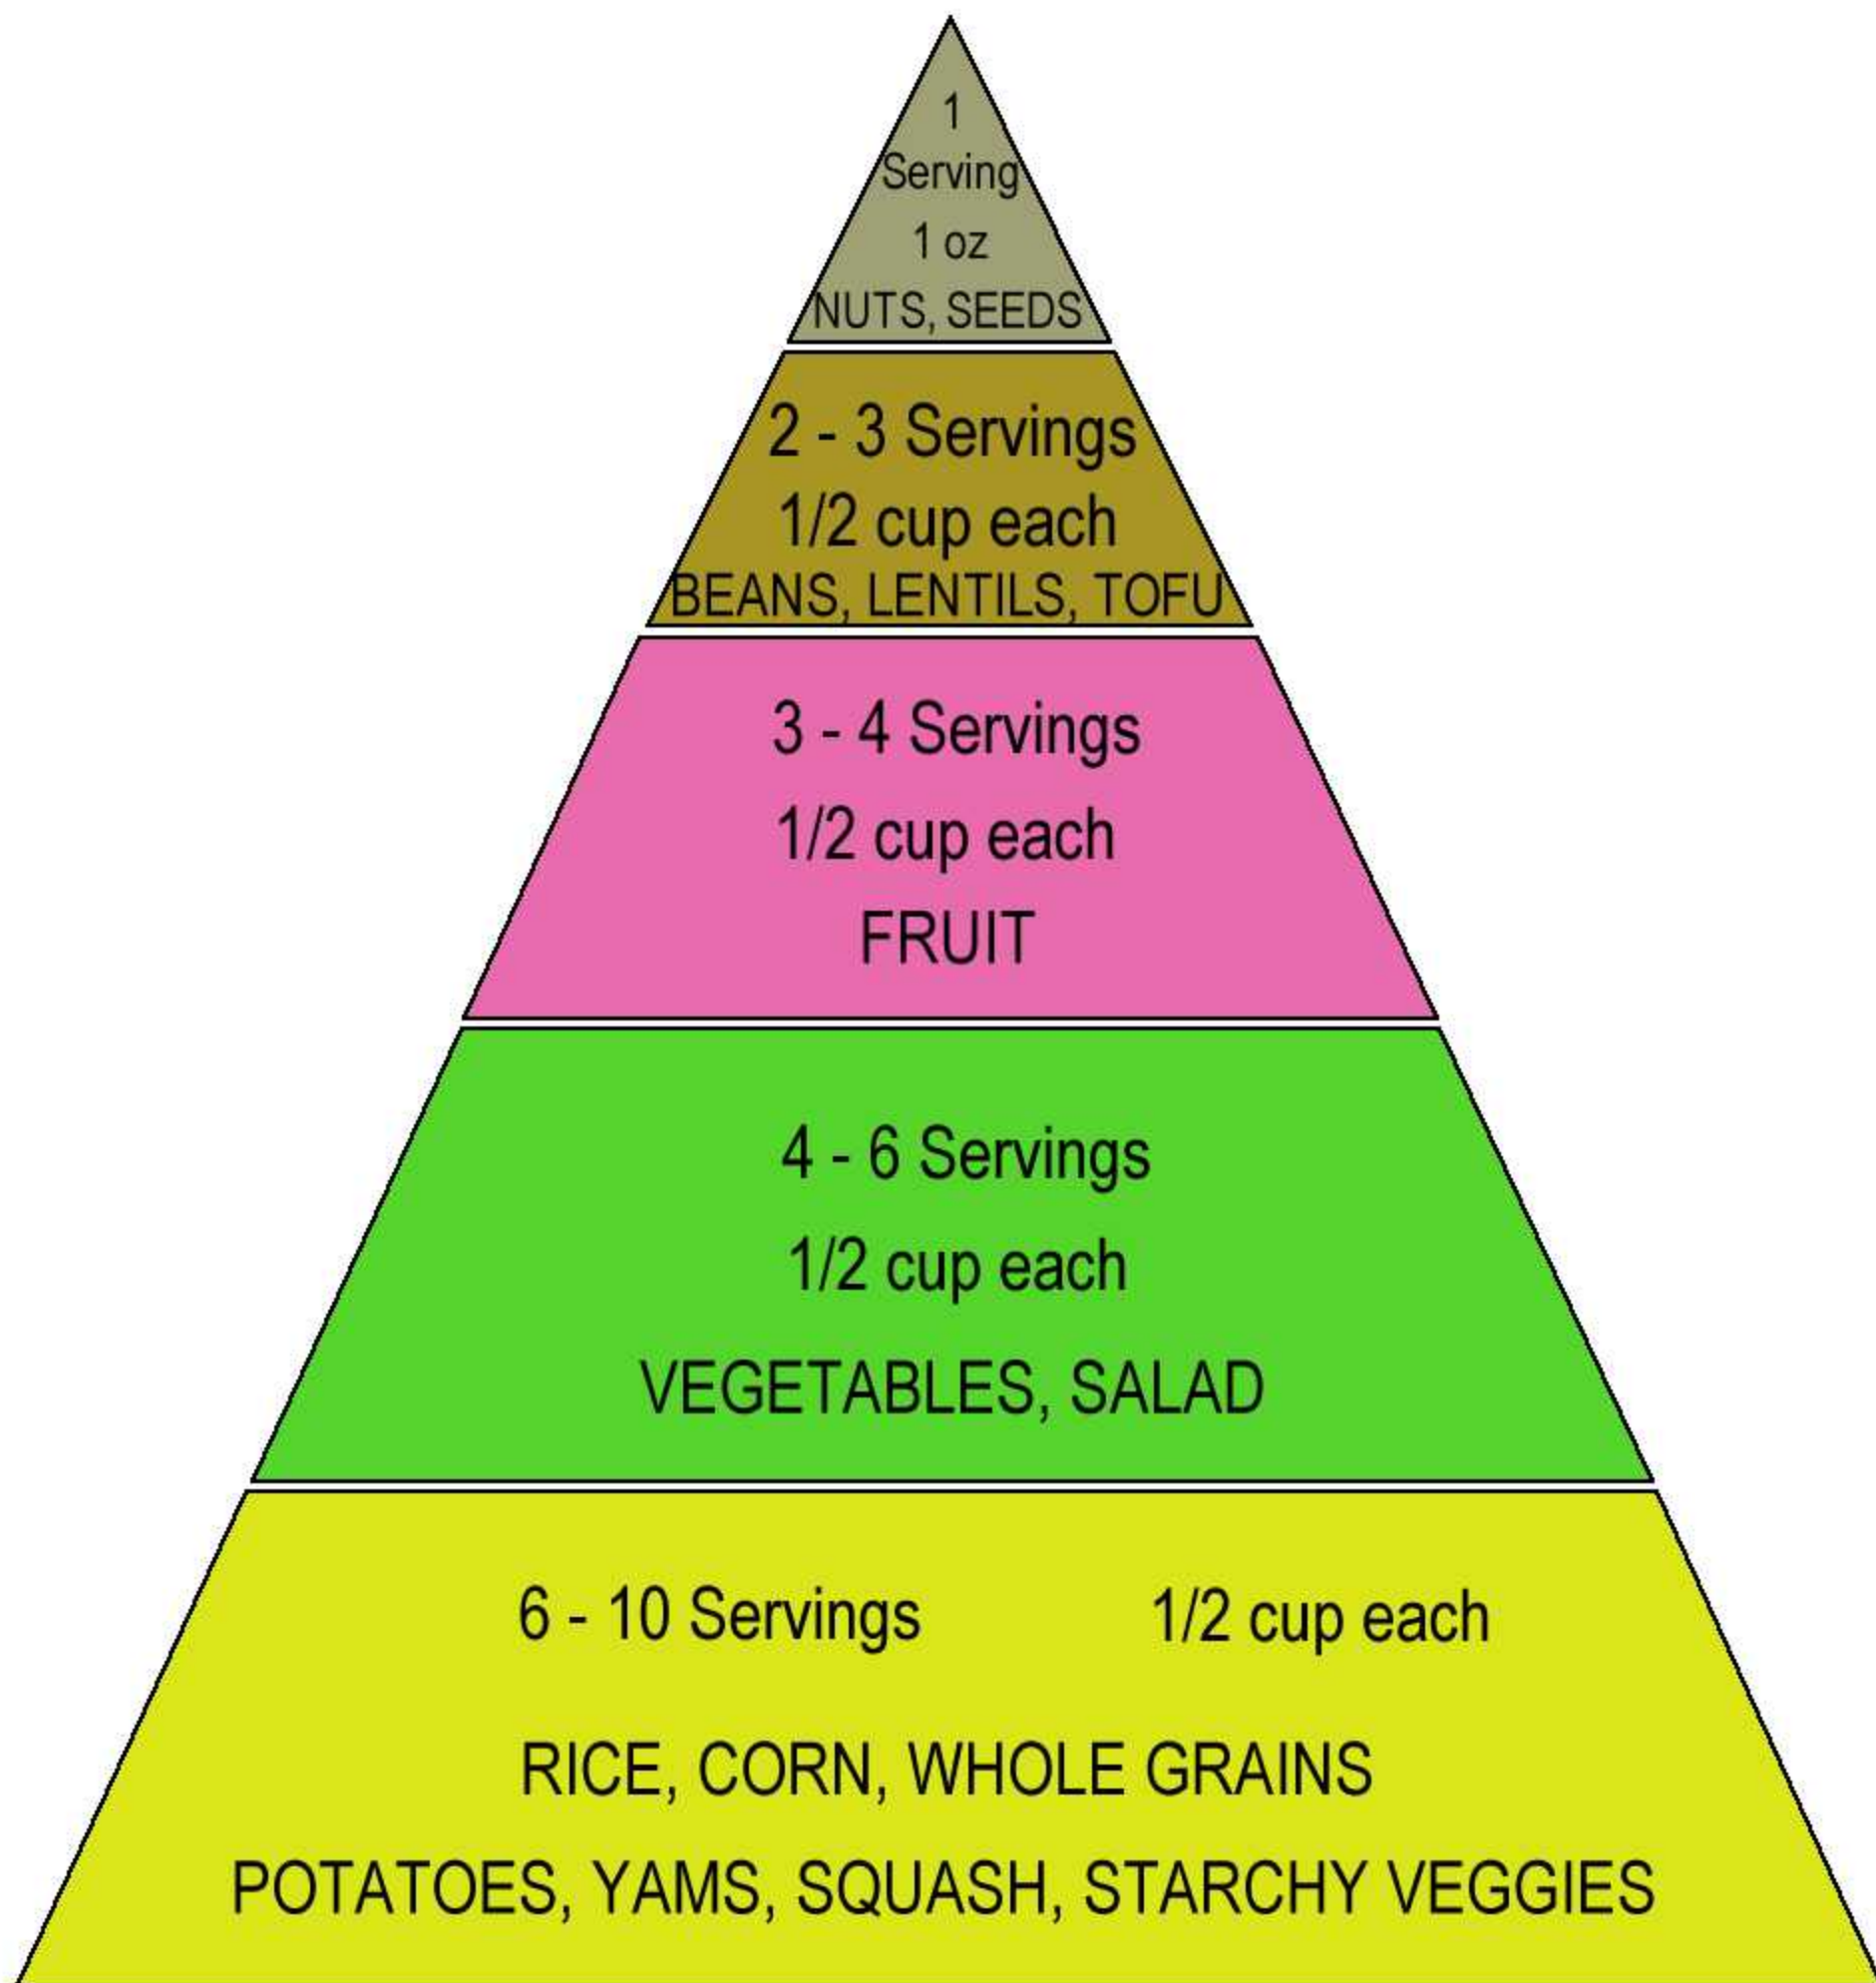 1
Serving
1 oz
NUTS, SEEDS
2 - 3 Servings
1/2 cup each
BEANS, LENTILS, TOFU
3 - 4 Servings
1/2 cup each
FRUIT
4 - 6 Servings
1/2 cup each
VEGETABLES, SALAD
6 - 10 Servings 1/2 cup each
RICE, CORN, WHOLE GRAINS
POTATOES, YAMS, SQUASH, STARCHY VEGGIES